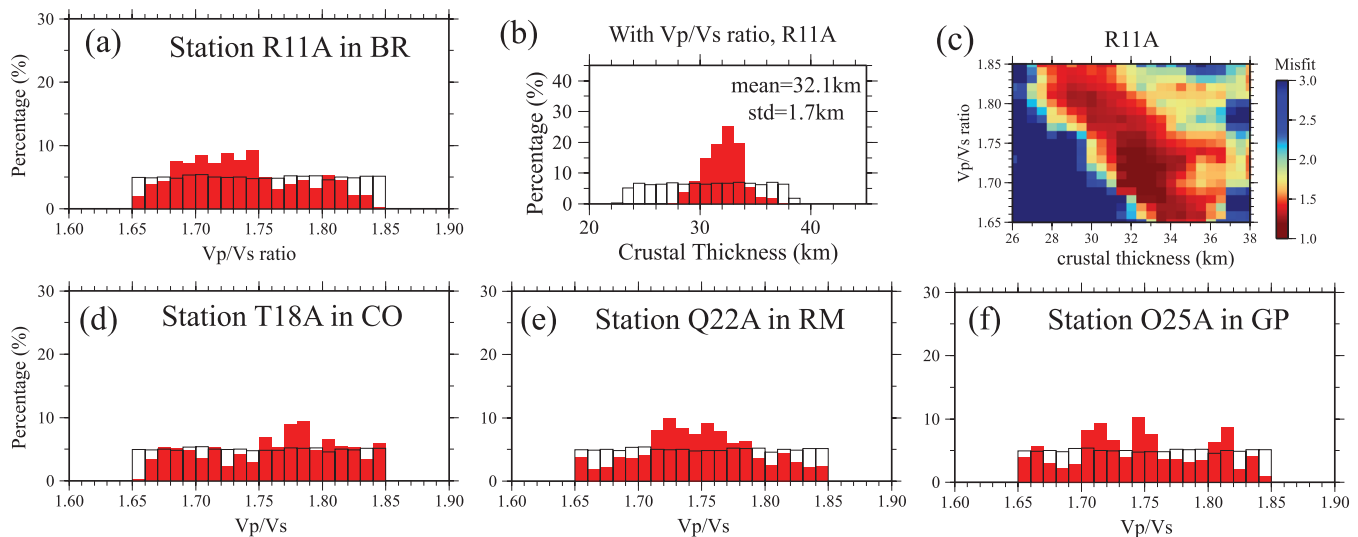 (a)
Station R11A in BR
Percentage (%)
30
20
10
0
1.60
1.65
1.70
1.75
1.80
1.85
1.90
Vp/Vs ratio
(b)
With Vp/Vs ratio, R11A
mean=32.1km
std=1.7km
Percentage (%)
40
30
20
10
0
20
30
40
Crustal Thickness (km)
(c)
R11A
Vp/Vs ratio
1.85
1.80
1.75
1.70
1.65
26
28
30
32
34
36
38
crustal thickness (km)
Misfit
3.0
2.5
2.0
1.5
1.0
(d)
Station T18A in CO
Percentage (%)
30
20
10
0
1.60
1.65
1.70
1.75
1.80
1.85
1.90
Vp/Vs
(e)
Station Q22A in RM
30
20
10
0
1.60
1.65
1.70
1.75
1.80
1.85
1.90
Vp/Vs
(f)
Station O25A in GP
30
20
10
0
1.60
1.65
1.70
1.75
1.80
1.85
1.90
Vp/Vs